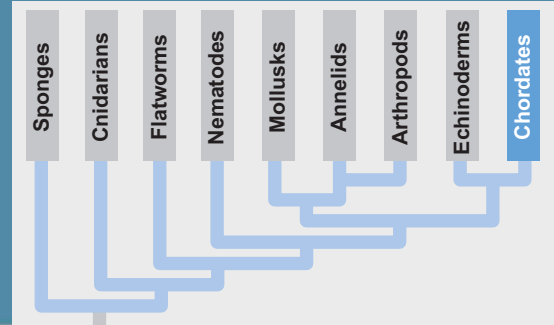 Sponges
Cnidarians
Flatworms
Nematodes
Mollusks
Annelids
Arthropods
Echinoderms
Chordates